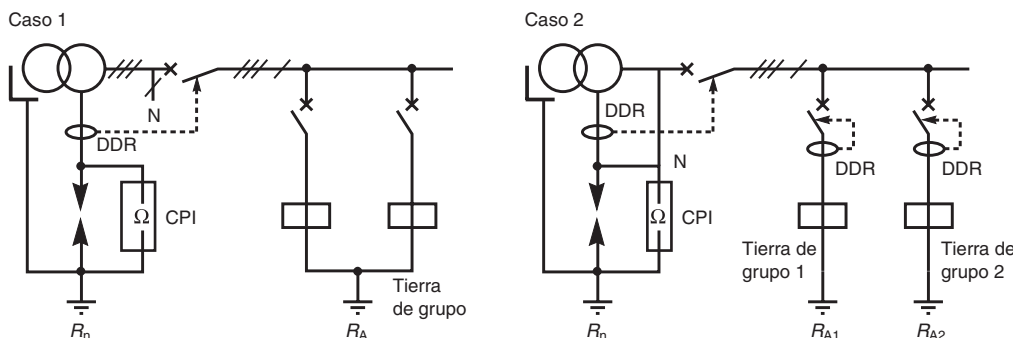 Caso 1
N
DDR
Ω
CPI
Tierra
de grupo
Rn
RA
Caso 2
DDR
N
Ω
CPI
DDR
DDR
Tierra de
grupo 1
Tierra de
grupo 2
Rn
RA1
RA2